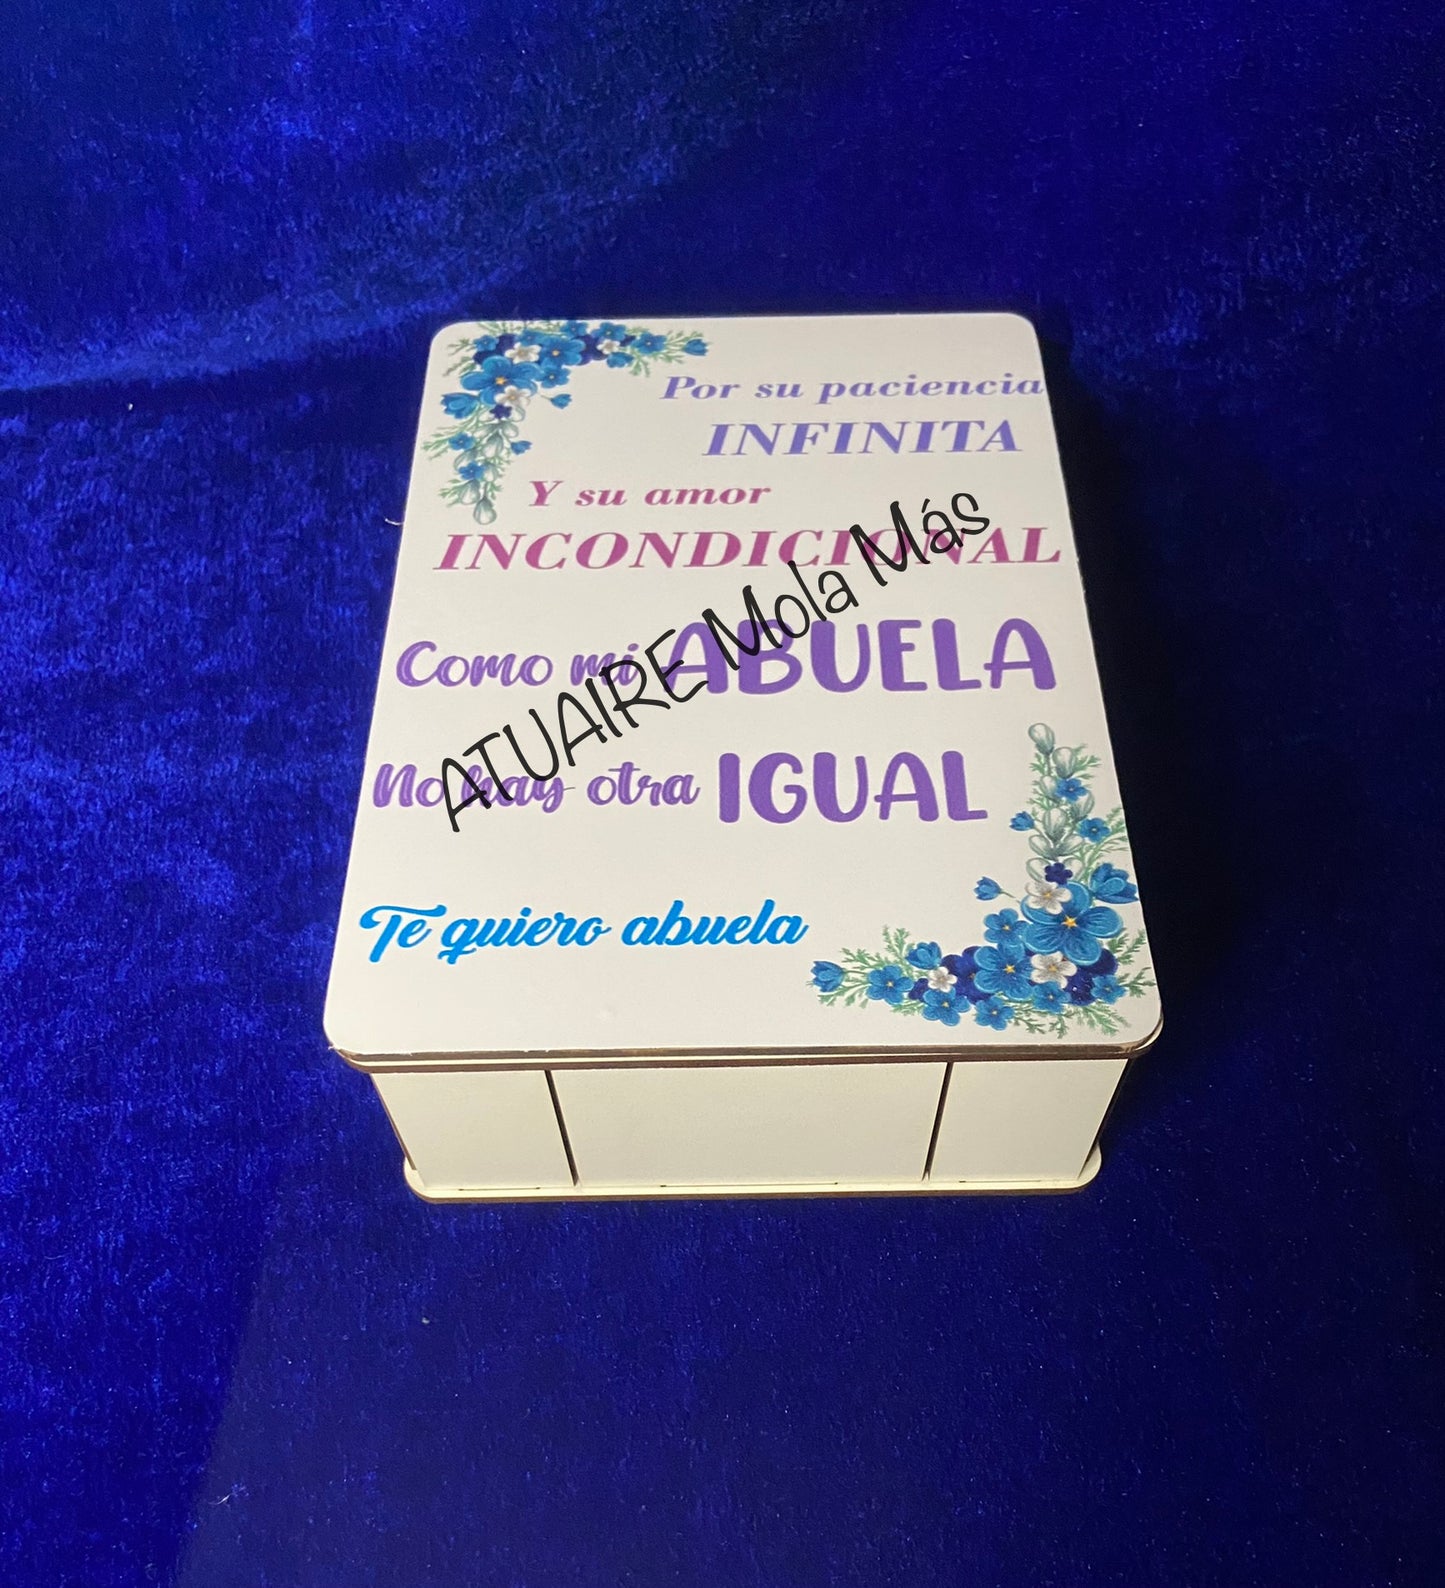 Por su paciencia
INFINITA
Y su amor
INCONDICIONAL
Como mi ABUELA
No hay otra IGUAL
Te quiero abuela
ATUAIRE Mola Más